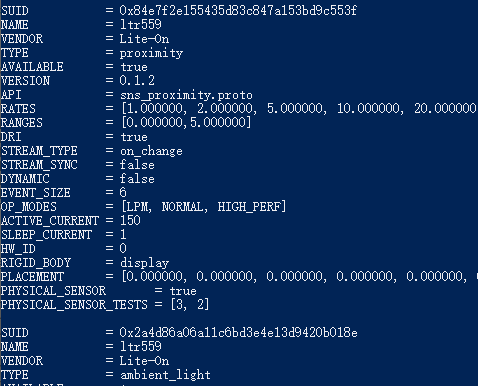 SUID = 0x84e7f2e155435d83c847a153bd9c553f
NAME = ltr559
VENDOR = Lite-On
TYPE = proximity
AVAILABLE = true
VERSION = 0.1.2
API = sns_proximity.proto
RATES = [1.000000, 2.000000, 5.000000, 10.000000, 20.000000
RANGES = [0.000000,5.000000]
DRI = true
STREAM_TYPE = on_change
STREAM_SYNC = false
DYNAMIC = false
EVENT_SIZE = 6
OP_MODES = [LPM, NORMAL, HIGH_PERF]
ACTIVE_CURRENT = 150
SLEEP_CURRENT = 1
HW_ID = 0
RIGID_BODY = display
PLACEMENT = [0.000000, 0.000000, 0.000000, 0.000000, 0.000000,
PHYSICAL_SENSOR = true
PHYSICAL_SENSOR_TESTS = [3, 2]
SUID = 0x2a4d86a06a11c6bd3e4e13d9420b018e
NAME = ltr559
VENDOR = Lite-On
TYPE = ambient_light